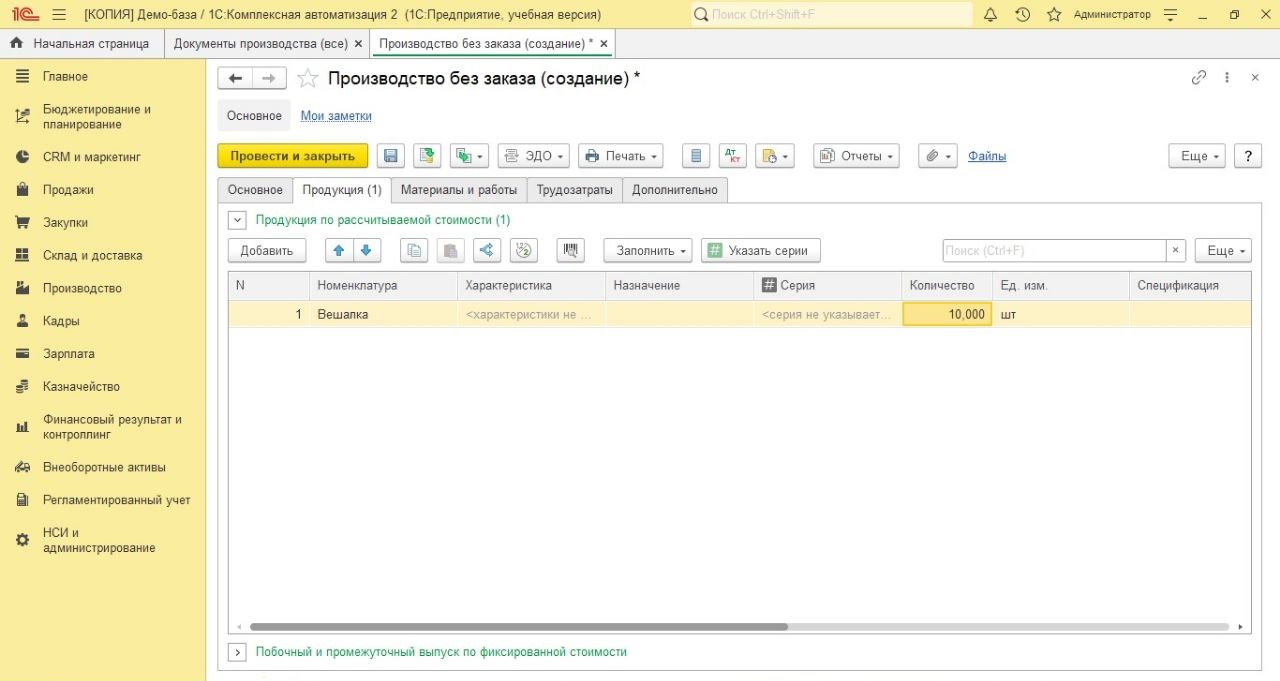 [КОПИЯ] Демо-база / 1С:Комплексная автоматизация 2 (1С:Предприятие, учебная версия)
Поиск Ctrl+Shift+F
Администратор
Начальная страница
Документы производства (все) ×
Производство без заказа (создание) * ×
Главное
Бюджетирование и
планирование
CRM и маркетинг
Продажи
Закупки
Склад и доставка
Производство
Кадры
Зарплата
Казначейство
Финансовый результат и
контроллинг
Внеоборотные активы
Регламентированный учет
НСИ и
администрирование
Производство без заказа (создание) *
Основное Мои заметки
Провести и закрыть ЭДО Печать Дт Кт Отчеты Файлы Еще ?
Основное Продукция (1) Материалы и работы Трудозатраты Дополнительно
Продукция по рассчитываемой стоимости (1)
Добавить Заполнить Указать серии Поиск (Ctrl+F) × Еще
N Номенклатура Характеристика Назначение Серия Количество Ед. изм. Спецификация
1 Вешалка <характеристики не ... <серия не указывает... 10,000 шт
Побочный и промежуточный выпуск по фиксированной стоимости